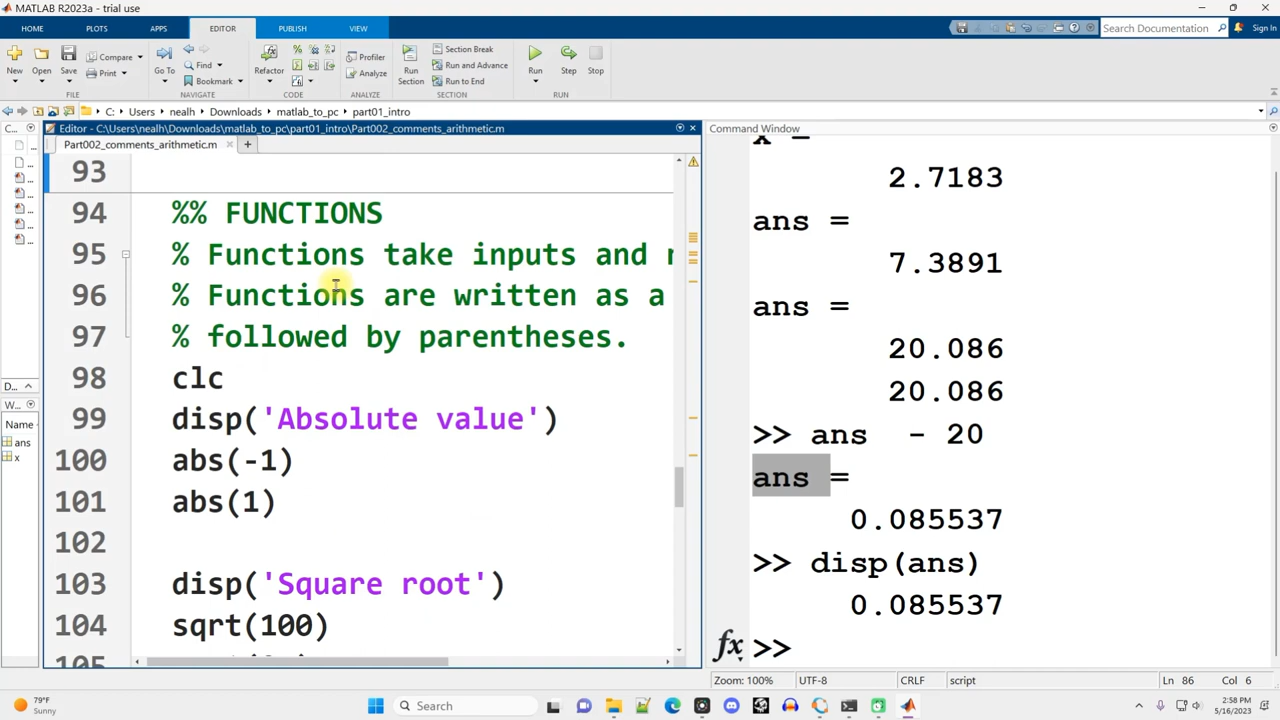 MATLAB R2023a - trial use
HOME PLOTS APPS EDITOR PUBLISH VIEW
Search Documentation
Sign In
New Open Save Compare Print
Go To Find Bookmark
Refactor
Profiler
Analyze
Run Section
Section Break
Run and Advance
Run to End
Run Step Stop
FILE NAVIGATE CODE ANALYZE SECTION RUN
C: Users nealh Downloads matlab_to_pc part01_intro
C...
Editor - C:\Users\nealh\Downloads\matlab_to_pc\part01_intro\Part002_comments_arithmetic.m
Part002_comments_arithmetic.m
93
94 %% FUNCTIONS
95 % Functions take inputs and
96 % Functions are written as a
97 % followed by parentheses.
98 clc
99 disp('Absolute value')
100 abs(-1)
101 abs(1)
102
103 disp('Square root')
104 sqrt(100)
105
D...
W...
Name
ans
x
Command Window
x =
2.7183
ans =
7.3891
ans =
20.086
20.086
>> ans - 20
ans =
0.085537
>> disp(ans)
0.085537
fx >>
Zoom: 100% UTF-8 CRLF script Ln 86 Col 6
79°F
Sunny
Search
2:58 PM
5/16/2023